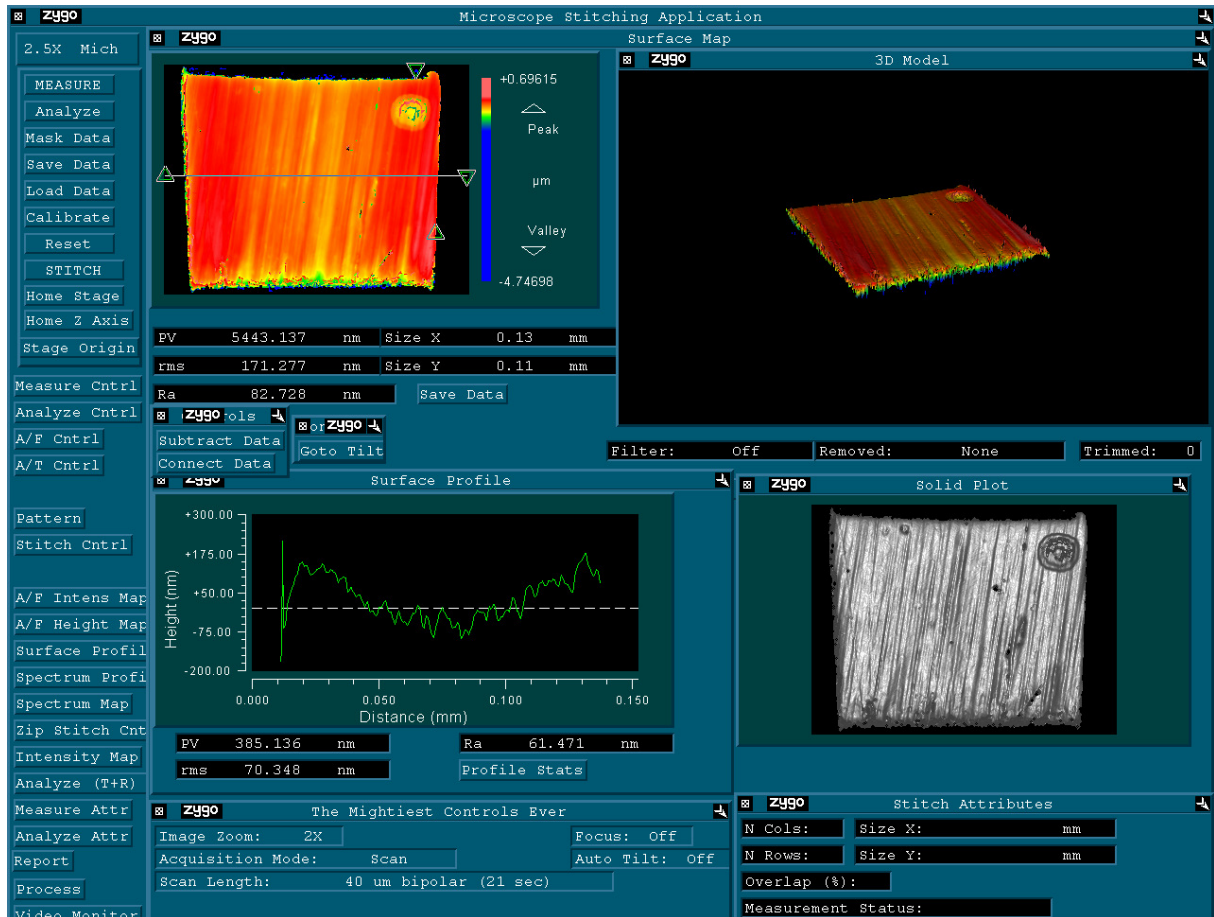 zygo Microscope Stitching Application
2.5X Mich
MEASURE
Analyze
Mask Data
Save Data
Load Data
Calibrate
Reset
STITCH
Home Stage
Home Z Axis
Stage Origin
Measure Cntrl
Analyze Cntrl
A/F Cntrl
A/T Cntrl
Pattern
Stitch Cntrl
A/F Intens Map
A/F Height Map
Surface Profil
Spectrum Profi
Spectrum Map
Zip Stitch Cnt
Intensity Map
Analyze (T+R)
Measure Attr
Analyze Attr
Report
Process
Video Monitor
zygo Surface Map
+0.69615
Peak
µm
Valley
-4.74698
PV 5443.137 nm Size X 0.13 mm
rms 171.277 nm Size Y 0.11 mm
Ra 82.728 nm Save Data
zygo 3D Model
Filter: Off Removed: None Trimmed: 0
zygo ols
Subtract Data
Connect Data
or zygo
Goto Tilt
zygo Surface Profile
+300.00
+175.00
+50.00
-75.00
-200.00
Height (nm)
0.000 0.050 0.100 0.150
Distance (mm)
PV 385.136 nm Ra 61.471 nm
rms 70.348 nm Profile Stats
zygo Solid Plot
zygo The Mightiest Controls Ever
Image Zoom: 2X Focus: Off
Acquisition Mode: Scan Auto Tilt: Off
Scan Length: 40 um bipolar (21 sec)
zygo Stitch Attributes
N Cols: Size X: mm
N Rows: Size Y: mm
Overlap (%):
Measurement Status: